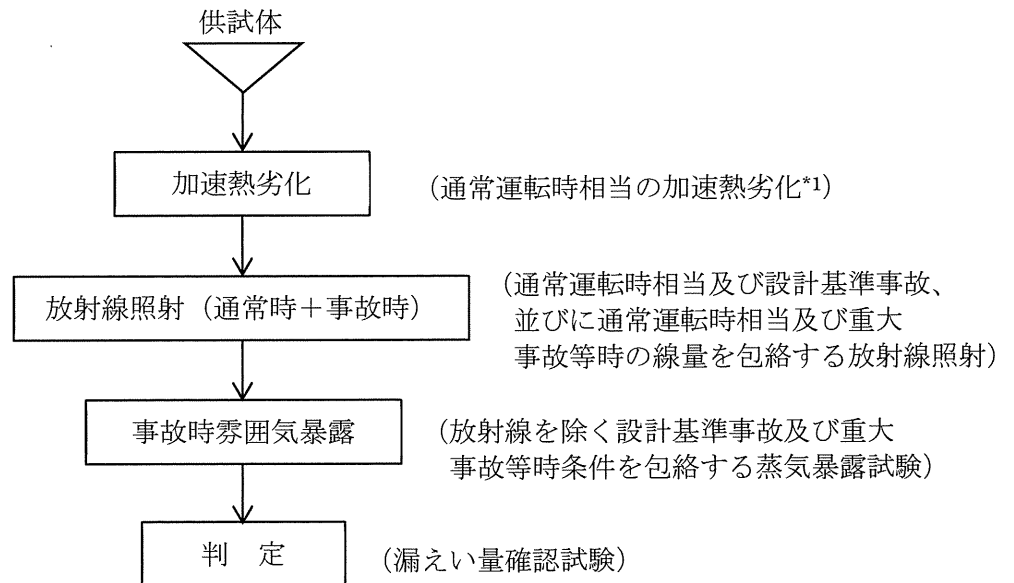 供試体
加速熱劣化
（通常運転時相当の加速熱劣化*1）
放射線照射（通常時＋事故時）
（通常運転時相当及び設計基準事故、
並びに通常運転時相当及び重大
事故等時の線量を包絡する放射線照射）
事故時雰囲気暴露
（放射線を除く設計基準事故及び重大
事故等時条件を包絡する蒸気暴露試験）
判　定
（漏えい量確認試験）